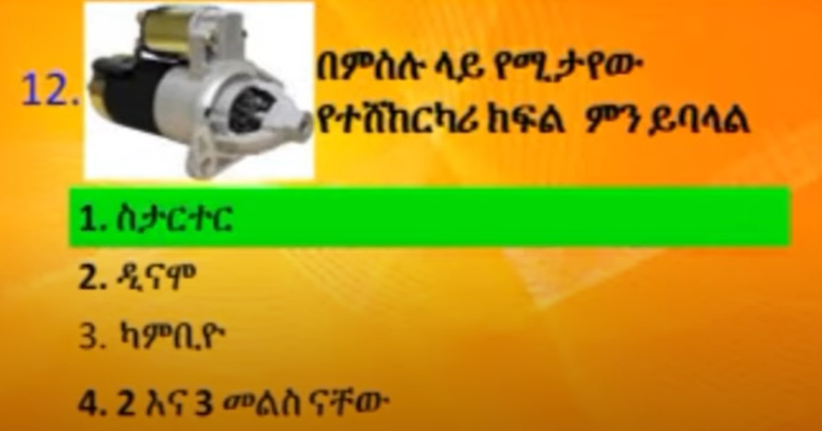 12. በምስሉ ላይ የሚታየው
የተሽከርካሪ ክፍል ምን ይባላል
1. ስታርተር
2. ዲናሞ
3. ካምቢዮ
4. 2 እና 3 መልስ ናቸው